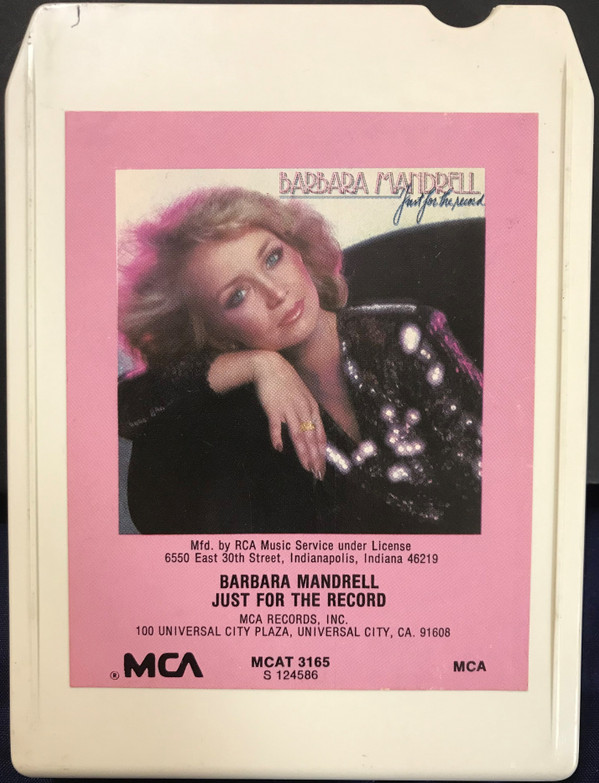 BARBARA MANDRELL
Just for the record
Mfd. by RCA Music Service under License
6550 East 30th Street, Indianapolis, Indiana 46219
BARBARA MANDRELL
JUST FOR THE RECORD
MCA RECORDS, INC.
100 UNIVERSAL CITY PLAZA, UNIVERSAL CITY, CA. 91608
® MCA MCAT 3165 MCA
S 124586